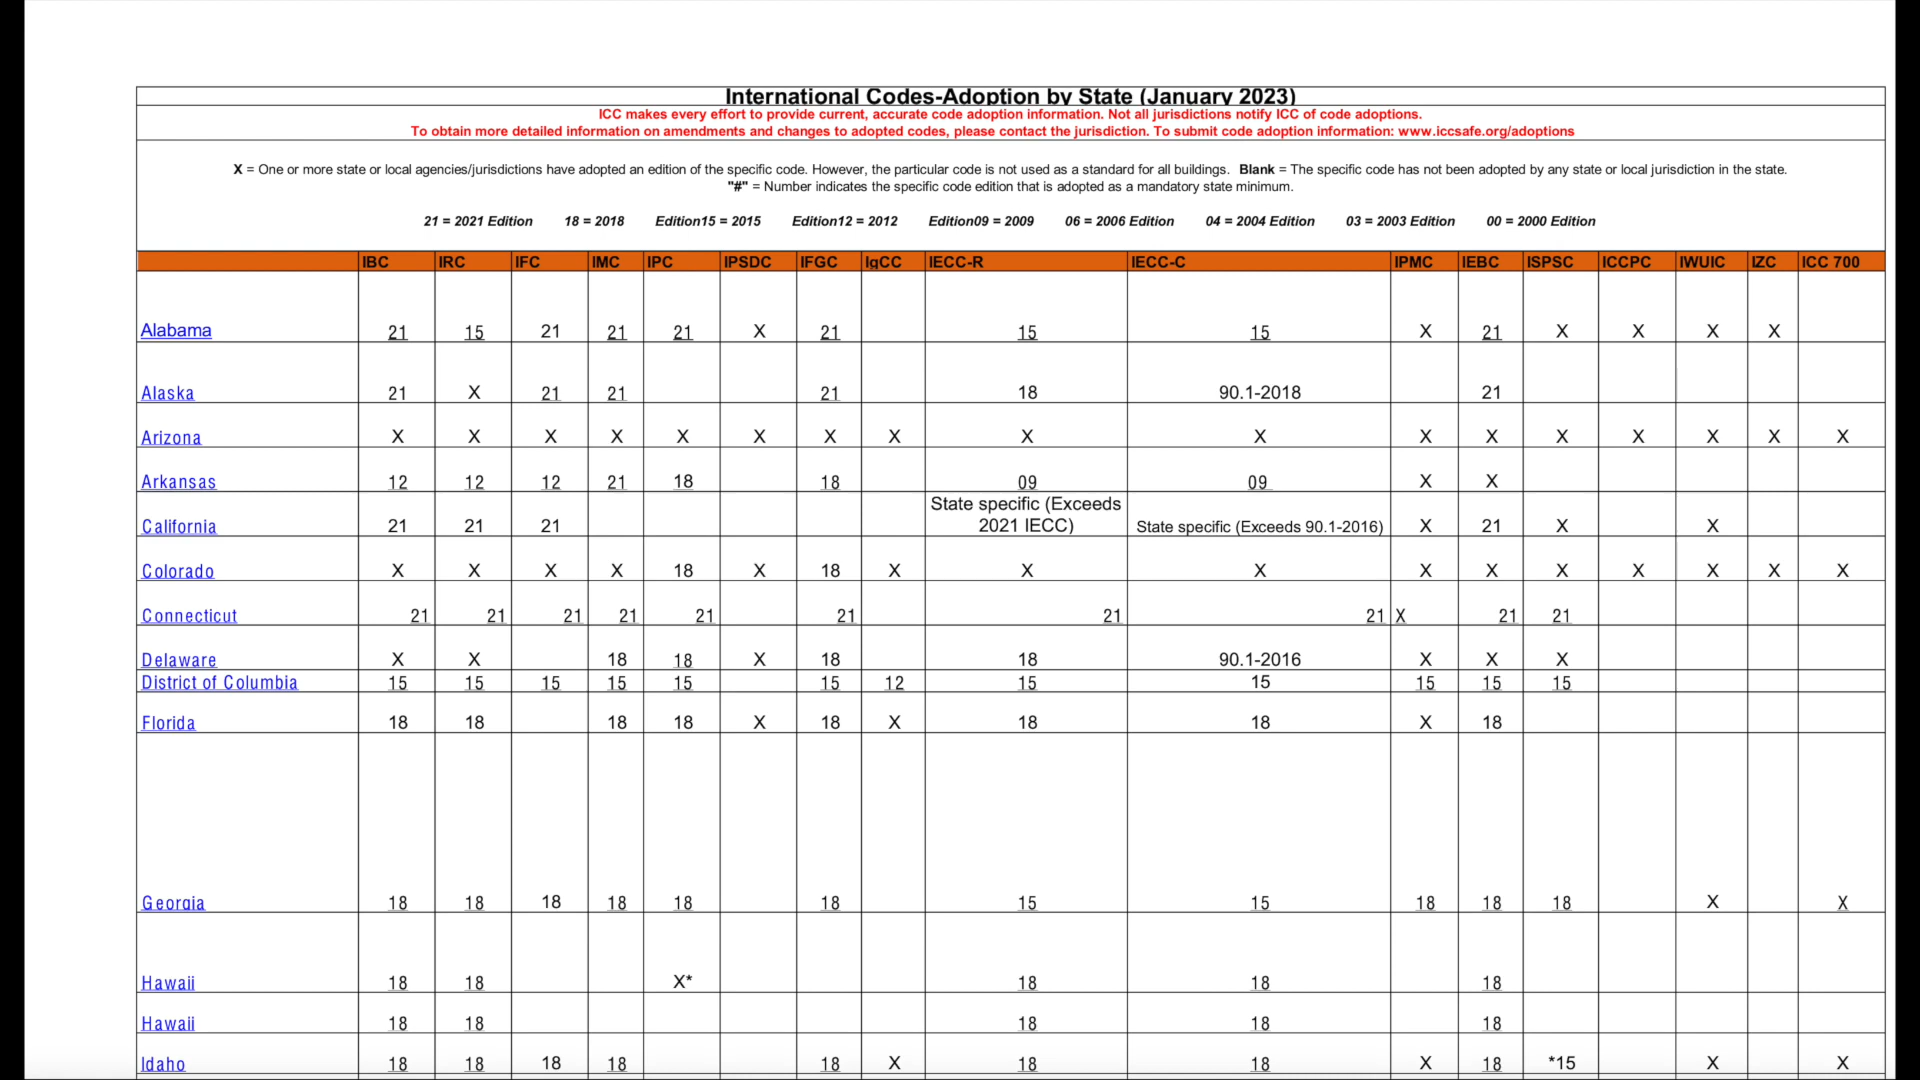 International Codes-Adoption by State (January 2023)
ICC makes every effort to provide current, accurate code adoption information. Not all jurisdictions notify ICC of code adoptions.
To obtain more detailed information on amendments and changes to adopted codes, please contact the jurisdiction. To submit code adoption information: www.iccsafe.org/adoptions
X = One or more state or local agencies/jurisdictions have adopted an edition of the specific code. However, the particular code is not used as a standard for all buildings. Blank = The specific code has not been adopted by any state or local jurisdiction in the state.
"#" = Number indicates the specific code edition that is adopted as a mandatory state minimum.
21 = 2021 Edition 18 = 2018 Edition15 = 2015 Edition12 = 2012 Edition09 = 2009 06 = 2006 Edition 04 = 2004 Edition 03 = 2003 Edition 00 = 2000 Edition
IBC IRC IFC IMC IPC IPSDC IFGC IgCC IECC-R IECC-C IPMC IEBC ISPSC ICCPC IWUIC IZC ICC 700
Alabama 21 15 21 21 21 X 21 15 15 X 21 X X X X
Alaska 21 X 21 21 21 18 90.1-2018 21
Arizona X X X X X X X X X X X X X X X X X
Arkansas 12 12 12 21 18 18 09 09 X X
State specific (Exceeds
California 21 21 21 2021 IECC) State specific (Exceeds 90.1-2016) X 21 X X
Colorado X X X X 18 X 18 X X X X X X X X X X
Connecticut 21 21 21 21 21 21 21 21 X 21 21
Delaware X X 18 18 X 18 18 90.1-2016 X X X
District of Columbia 15 15 15 15 15 15 12 15 15 15 15 15
Florida 18 18 18 18 X 18 X 18 18 X 18
Georgia 18 18 18 18 18 18 15 15 18 18 18 X X
Hawaii 18 18 X* 18 18 18
Hawaii 18 18 18 18 18
Idaho 18 18 18 18 18 X 18 18 X 18 *15 X X